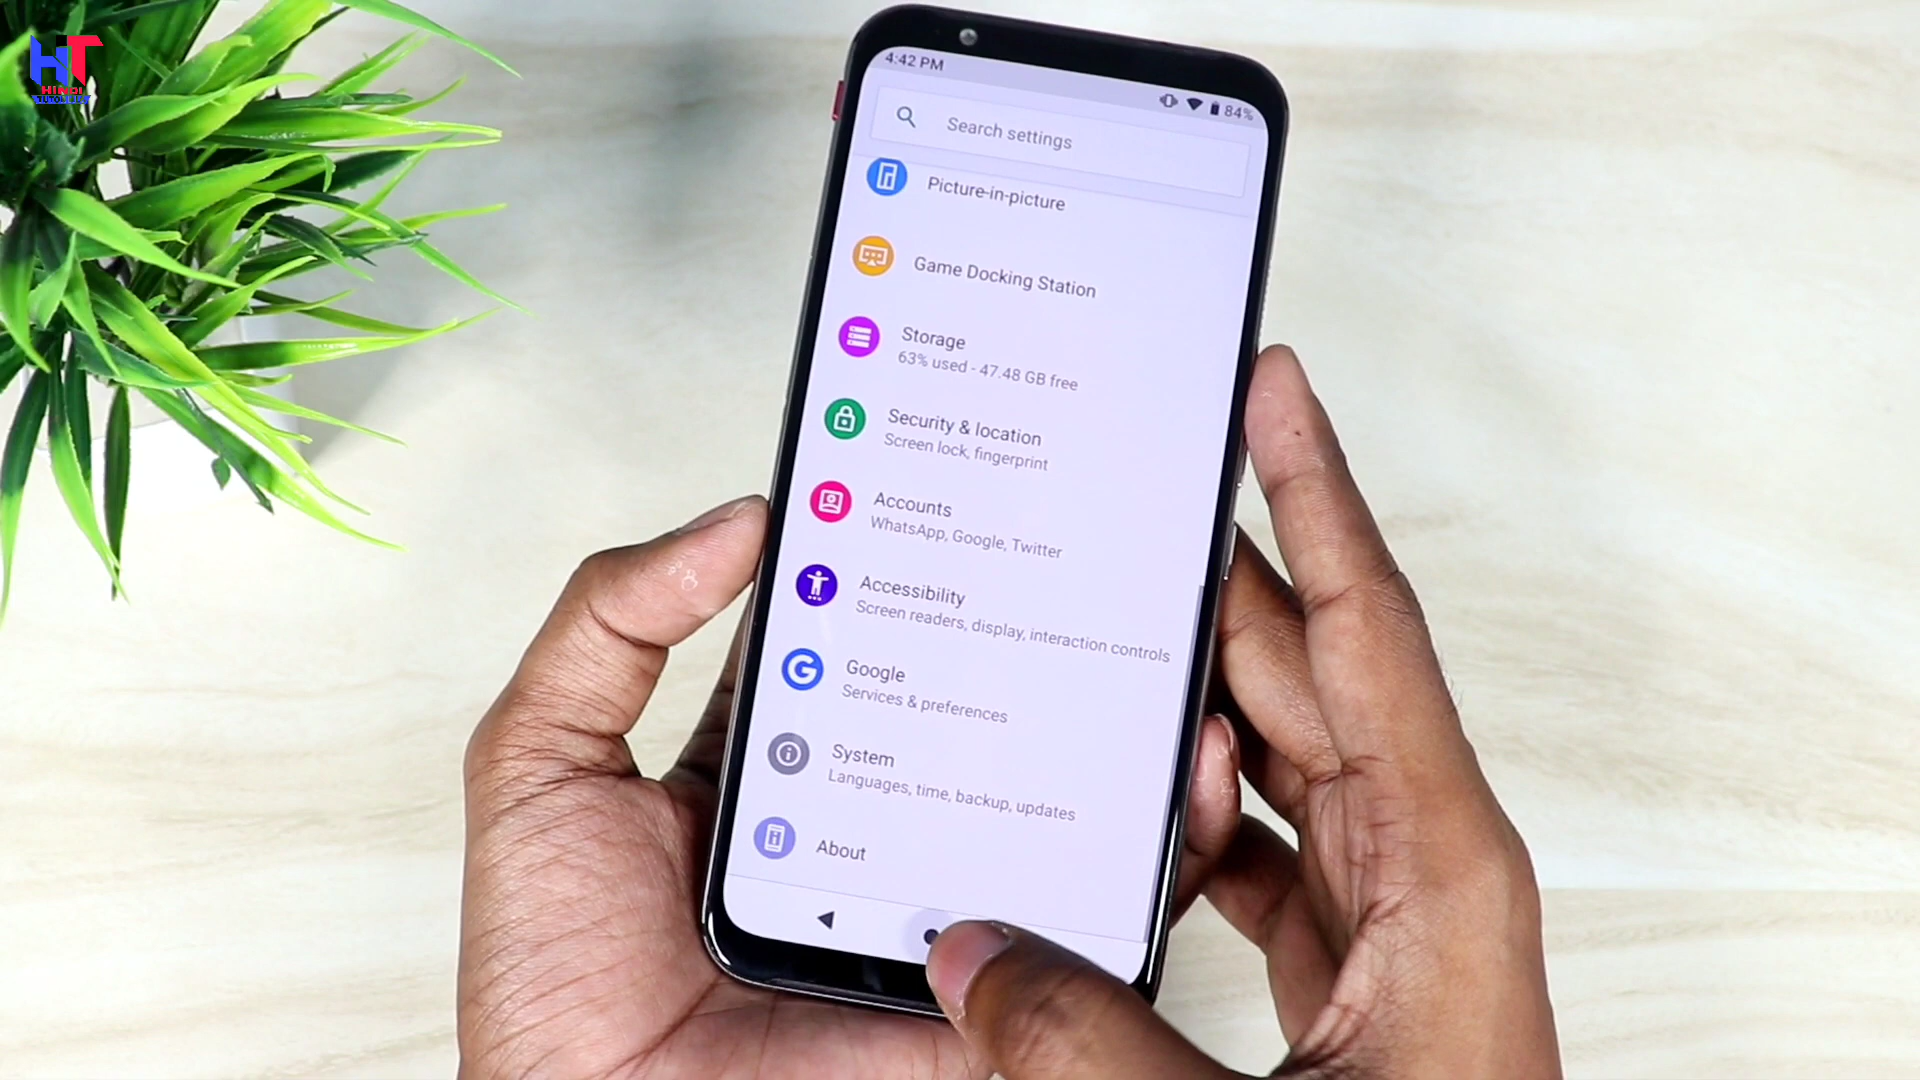 HT
HINDI
TUTORIALS
4:42 PM
84%
Search settings
Picture-in-picture
Game Docking Station
Storage
63% used - 47.48 GB free
Security & location
Screen lock, fingerprint
Accounts
WhatsApp, Google, Twitter
Accessibility
Screen readers, display, interaction controls
G
Google
Services & preferences
System
Languages, time, backup, updates
About